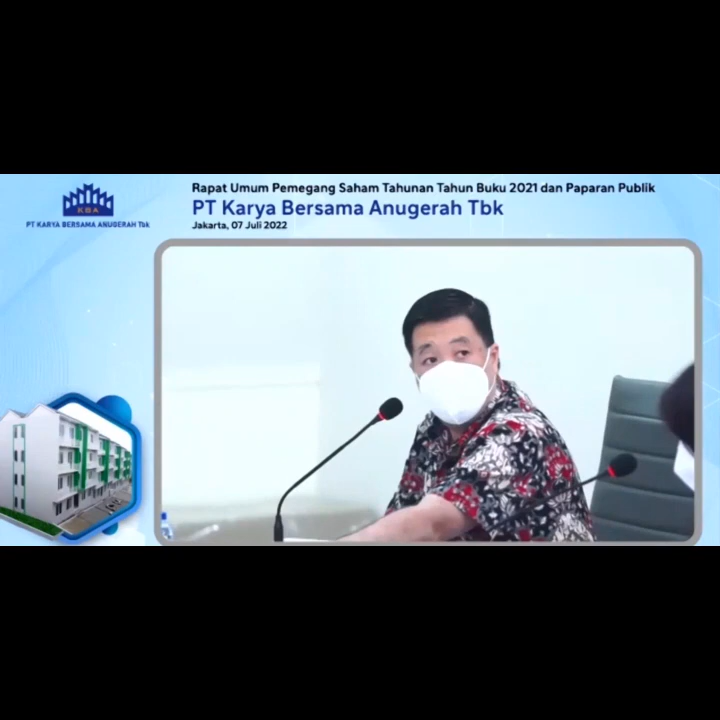 Rapat Umum Pemegang Saham Tahunan Tahun Buku 2021 dan Paparan Publik
PT Karya Bersama Anugerah Tbk
Jakarta, 07 Juli 2022
KBA
PT KARYA BERSAMA ANUGERAH Tbk